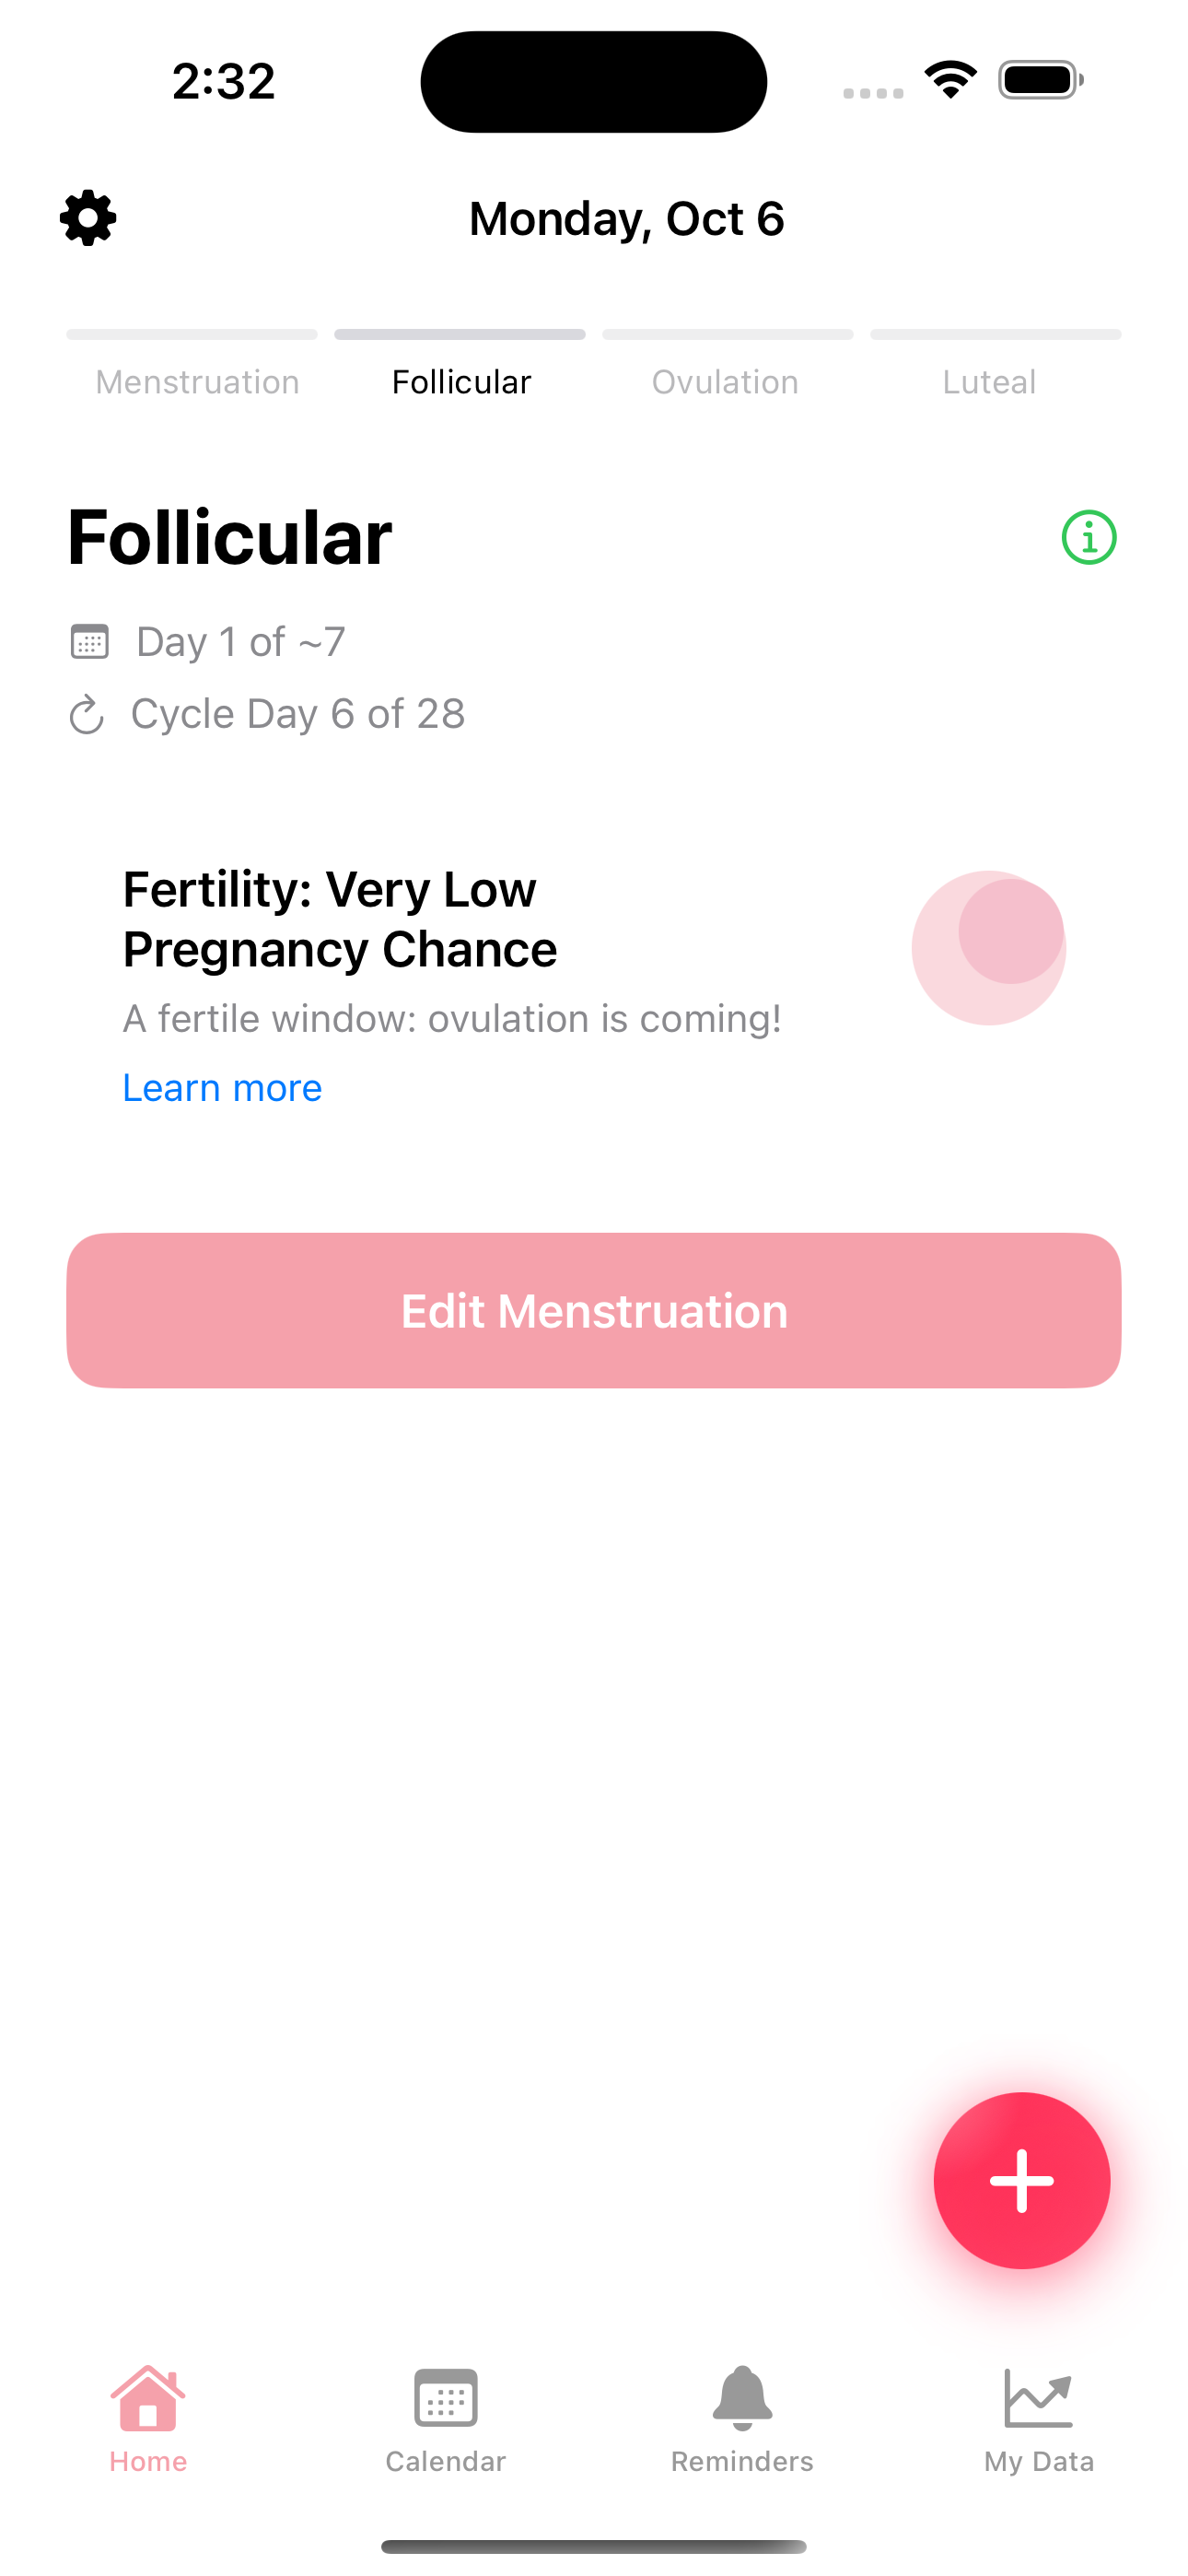 2:32
Monday, Oct 6
Menstruation
Follicular
Ovulation
Luteal
Follicular
Day 1 of ~7
Cycle Day 6 of 28
Fertility: Very Low
Pregnancy Chance
A fertile window: ovulation is coming!
Learn more
Edit Menstruation
Home
Calendar
Reminders
My Data